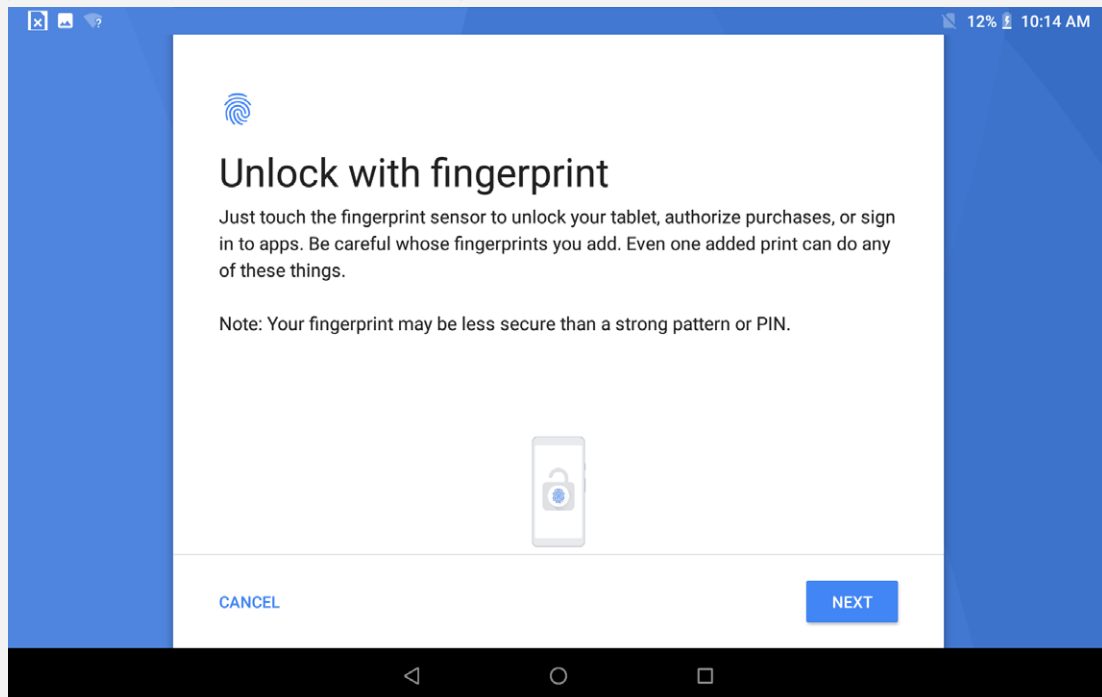 12% 10:14 AM
Unlock with fingerprint
Just touch the fingerprint sensor to unlock your tablet, authorize purchases, or sign
in to apps. Be careful whose fingerprints you add. Even one added print can do any
of these things.
Note: Your fingerprint may be less secure than a strong pattern or PIN.
CANCEL
NEXT